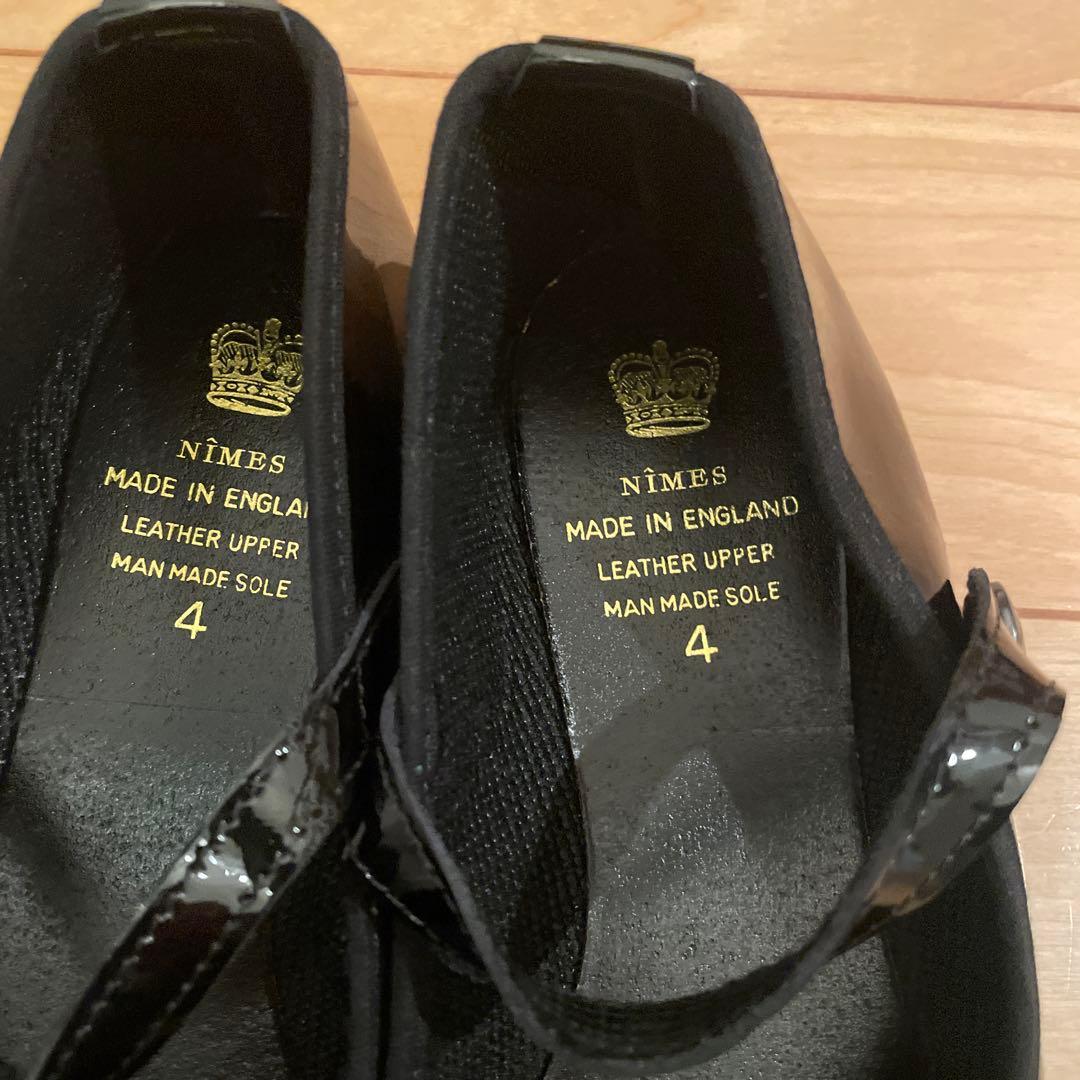 NÎMES
MADE IN ENGLA
LEATHER UPPER
MAN MADE SOLE
4
NÎMES
MADE IN ENGLAND
LEATHER UPPER
MAN MADE SOLE
4